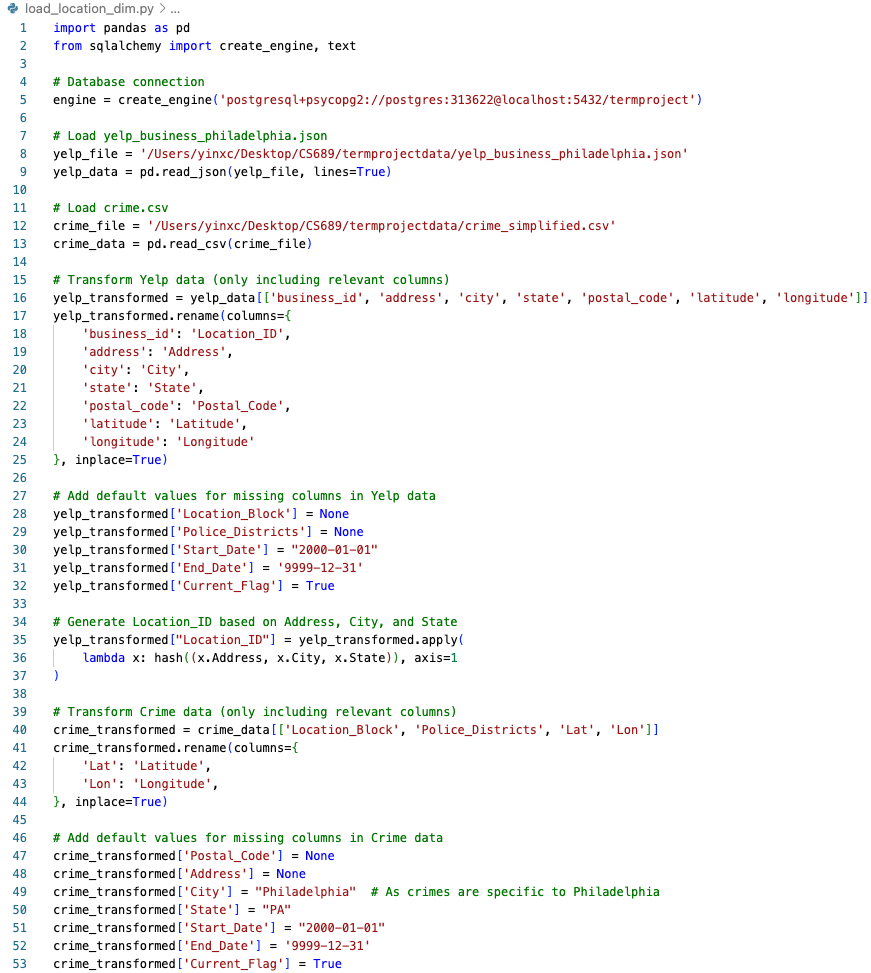 load_location_dim.py > ...
1 import pandas as pd
2 from sqlalchemy import create_engine, text
3
4 # Database connection
5 engine = create_engine('postgresql+psycopg2://postgres:313622@localhost:5432/termproject')
6
7 # Load yelp_business_philadelphia.json
8 yelp_file = '/Users/yinxc/Desktop/CS689/termprojectdata/yelp_business_philadelphia.json'
9 yelp_data = pd.read_json(yelp_file, lines=True)
10
11 # Load crime.csv
12 crime_file = '/Users/yinxc/Desktop/CS689/termprojectdata/crime_simplified.csv'
13 crime_data = pd.read_csv(crime_file)
14
15 # Transform Yelp data (only including relevant columns)
16 yelp_transformed = yelp_data[['business_id', 'address', 'city', 'state', 'postal_code', 'latitude', 'longitude']]
17 yelp_transformed.rename(columns={
18     'business_id': 'Location_ID',
19     'address': 'Address',
20     'city': 'City',
21     'state': 'State',
22     'postal_code': 'Postal_Code',
23     'latitude': 'Latitude',
24     'longitude': 'Longitude'
25 }, inplace=True)
26
27 # Add default values for missing columns in Yelp data
28 yelp_transformed['Location_Block'] = None
29 yelp_transformed['Police_Districts'] = None
30 yelp_transformed['Start_Date'] = "2000-01-01"
31 yelp_transformed['End_Date'] = '9999-12-31'
32 yelp_transformed['Current_Flag'] = True
33
34 # Generate Location_ID based on Address, City, and State
35 yelp_transformed["Location_ID"] = yelp_transformed.apply(
36     lambda x: hash((x.Address, x.City, x.State)), axis=1
37 )
38
39 # Transform Crime data (only including relevant columns)
40 crime_transformed = crime_data[['Location_Block', 'Police_Districts', 'Lat', 'Lon']]
41 crime_transformed.rename(columns={
42     'Lat': 'Latitude',
43     'Lon': 'Longitude',
44 }, inplace=True)
45
46 # Add default values for missing columns in Crime data
47 crime_transformed['Postal_Code'] = None
48 crime_transformed['Address'] = None
49 crime_transformed['City'] = "Philadelphia"  # As crimes are specific to Philadelphia
50 crime_transformed['State'] = "PA"
51 crime_transformed['Start_Date'] = "2000-01-01"
52 crime_transformed['End_Date'] = '9999-12-31'
53 crime_transformed['Current_Flag'] = True